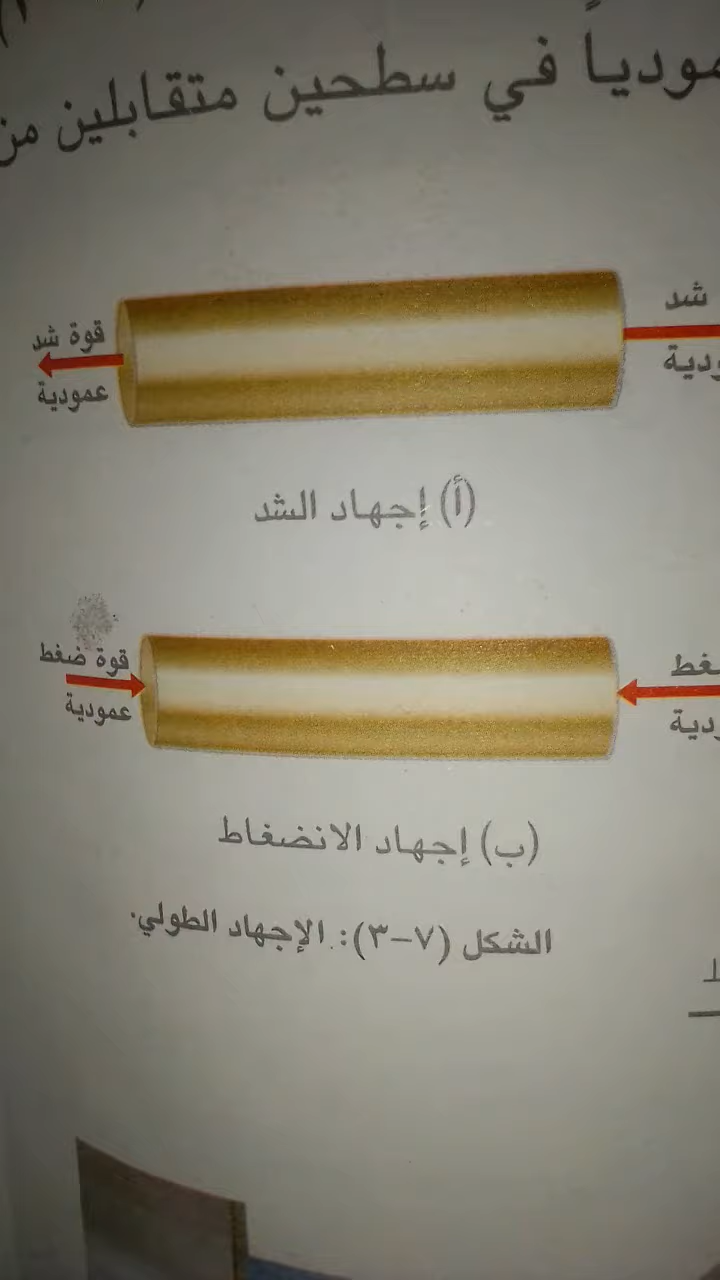 في سطحين متقابلين من
شد
قوة شد
عمودية
(أ) إجهاد الشد
قوة ضغط
عمودية
(ب) إجهاد الانضغاط
الشكل (٧-٣): الإجهاد الطولي.